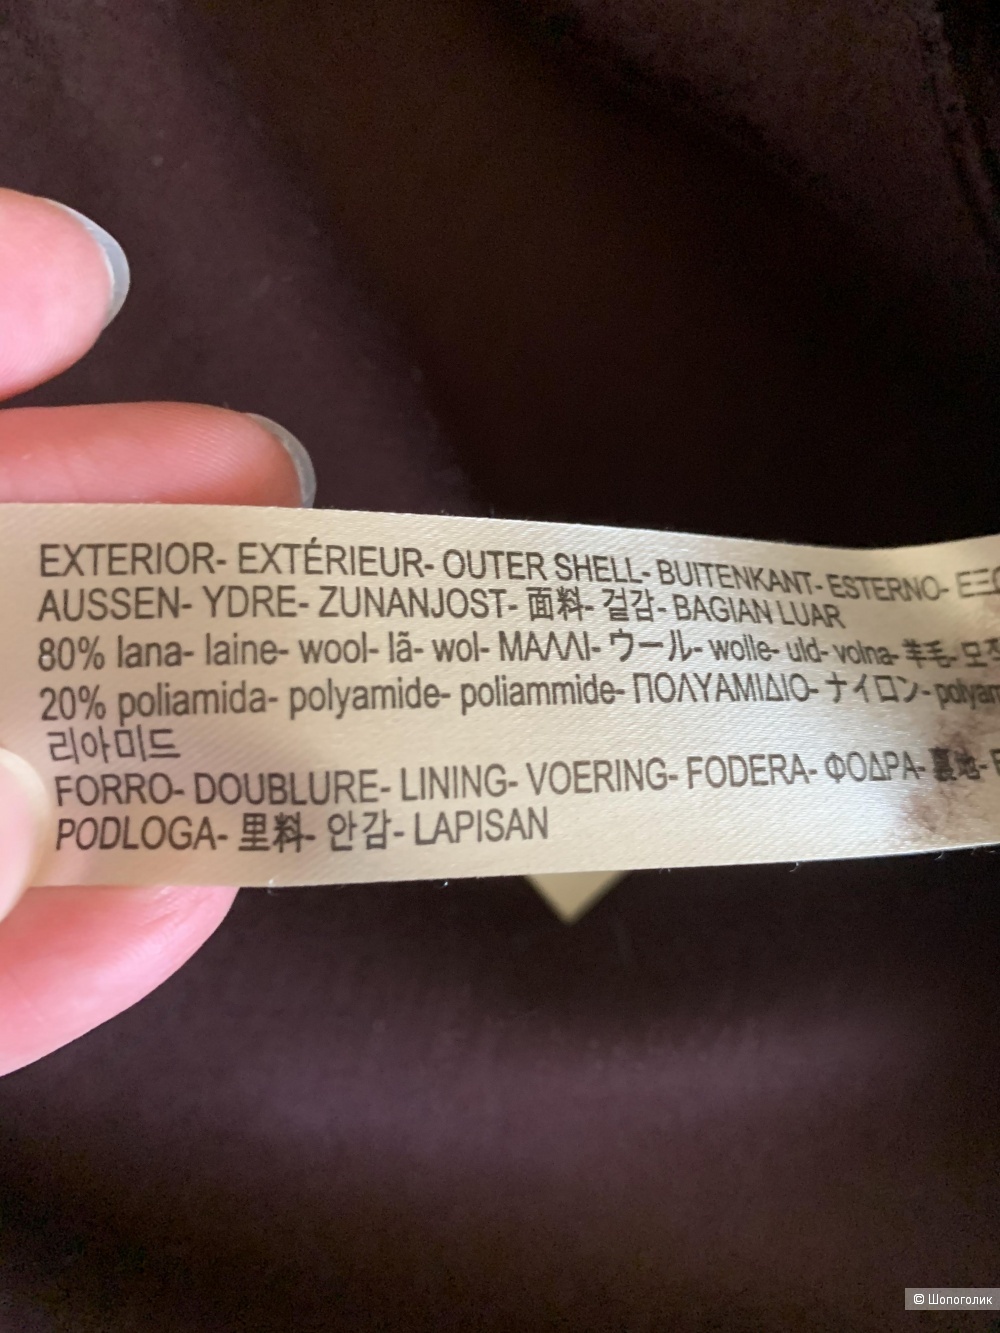 EXTERIOR- EXTÉRIEUR- OUTER SHELL- BUITENKANT- ESTERNO-
AUSSEN- YDRE- ZUNANJOST- 面料- 겉감- BAGIAN LUAR
80% lana- laine- wool- lã- wol- ΜΑΛΛΙ- ウール- wolle- uld- volna- 羊毛-
20% poliamida- polyamide- poliammide- ΠΟΛΥΑΜΙΔΙΟ- ナイロン-
리아미드
FORRO- DOUBLURE- LINING- VOERING- FODERA- ΦΟΔΡΑ- 裏地-
PODLOGA- 里料- 안감- LAPISAN
© Шопоголик